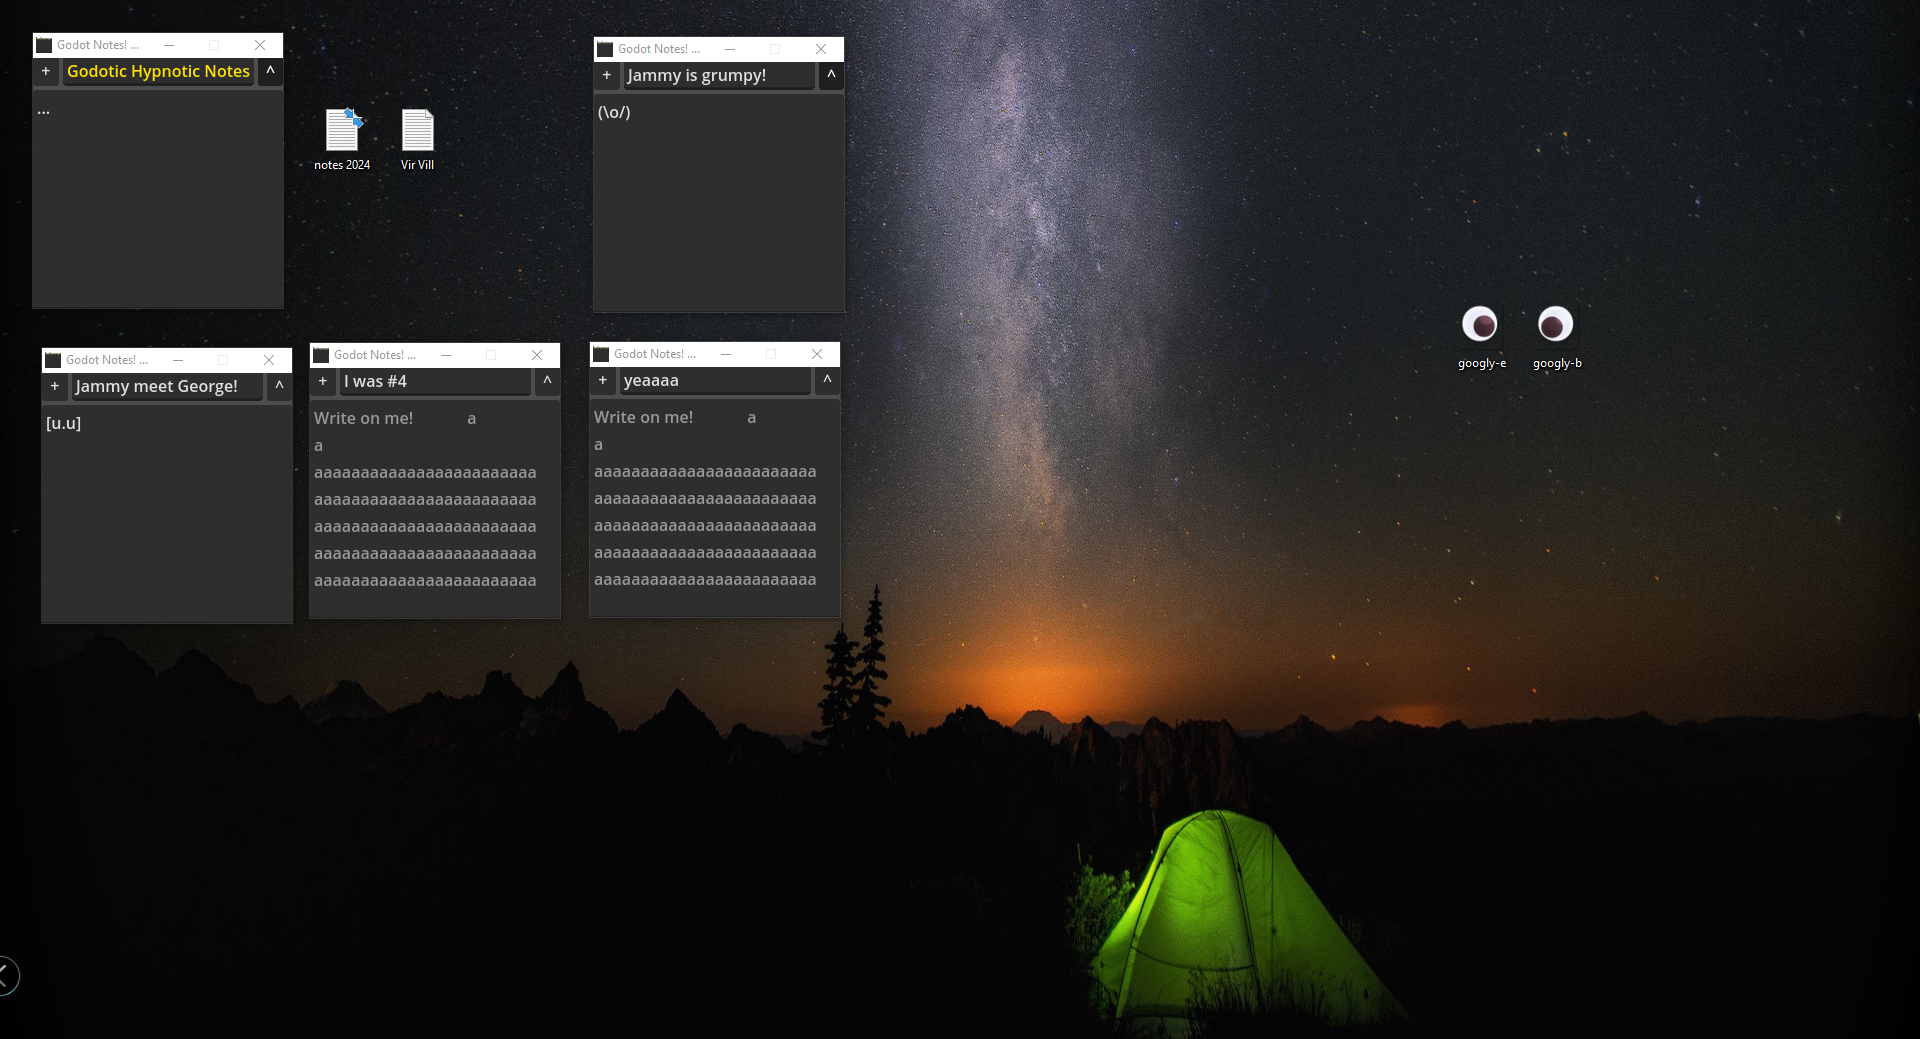 Godot Notes! ...
+ Godotic Hypnotic Notes ^
...
notes 2024
Vir Vill
Godot Notes! ...
+ Jammy is grumpy! ^
(\o/)
googly-e
googly-b
Godot Notes! ...
+ Jammy meet George! ^
[u.u]
Godot Notes! ...
+ I was #4 ^
Write on me! a
a
aaaaaaaaaaaaaaaaaaaaaaaa
aaaaaaaaaaaaaaaaaaaaaaaa
aaaaaaaaaaaaaaaaaaaaaaaa
aaaaaaaaaaaaaaaaaaaaaaaa
aaaaaaaaaaaaaaaaaaaaaaaa
Godot Notes! ...
+ yeaaaa ^
Write on me! a
a
aaaaaaaaaaaaaaaaaaaaaaaa
aaaaaaaaaaaaaaaaaaaaaaaa
aaaaaaaaaaaaaaaaaaaaaaaa
aaaaaaaaaaaaaaaaaaaaaaaa
aaaaaaaaaaaaaaaaaaaaaaaa